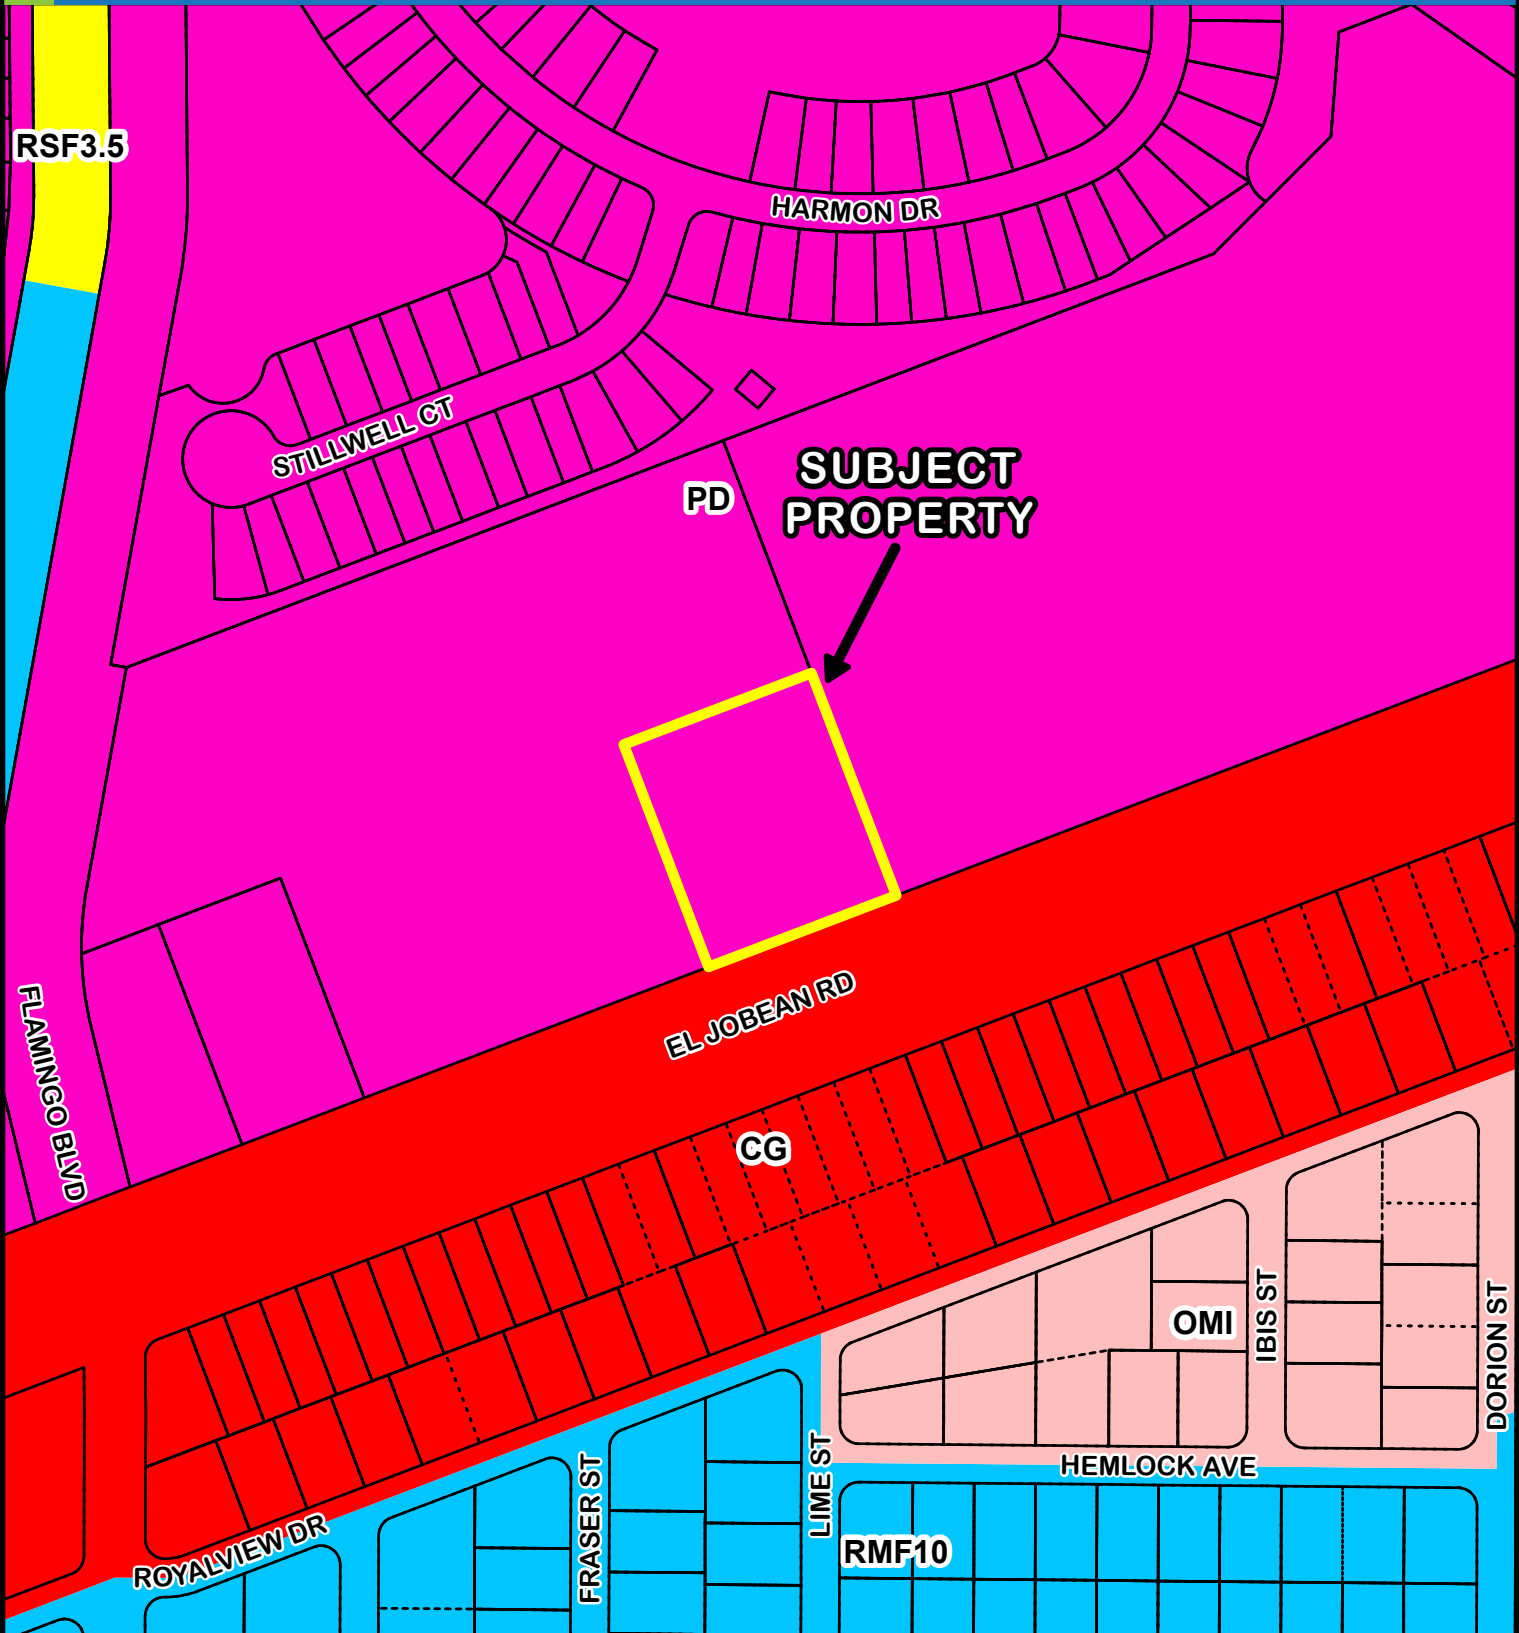 RSF3.5
HARMON DR
STILLWELL CT
PD
SUBJECT
PROPERTY
EL JOBEAN RD
FLAMINGO BLVD
CG
OMI
IBIS ST
DORION ST
HEMLOCK AVE
LIME ST
FRASER ST
ROYALVIEW DR
RMF10